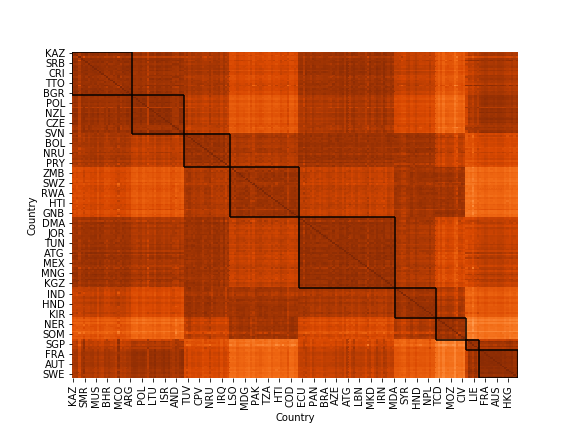 KAZ
SRB
CRI
TTO
BGR
POL
NZL
CZE
SVN
BOL
NRU
PRY
ZMB
SWZ
RWA
HTI
GNB
DMA
JOR
TUN
ATG
MEX
MNG
KGZ
IND
HND
KIR
NER
SOM
SGP
FRA
AUT
SWE
Country
KAZ
SMR
MUS
BHR
MCO
ARG
POL
LTU
ISR
AND
TUV
CPV
NRU
IRQ
LSO
MDG
PAK
TZA
HTI
COD
ECU
PAN
BRA
AZE
ATG
LBN
MKD
IRN
MDA
SYR
HND
NPL
TCD
MOZ
CIV
LIE
FRA
AUS
HKG
Country